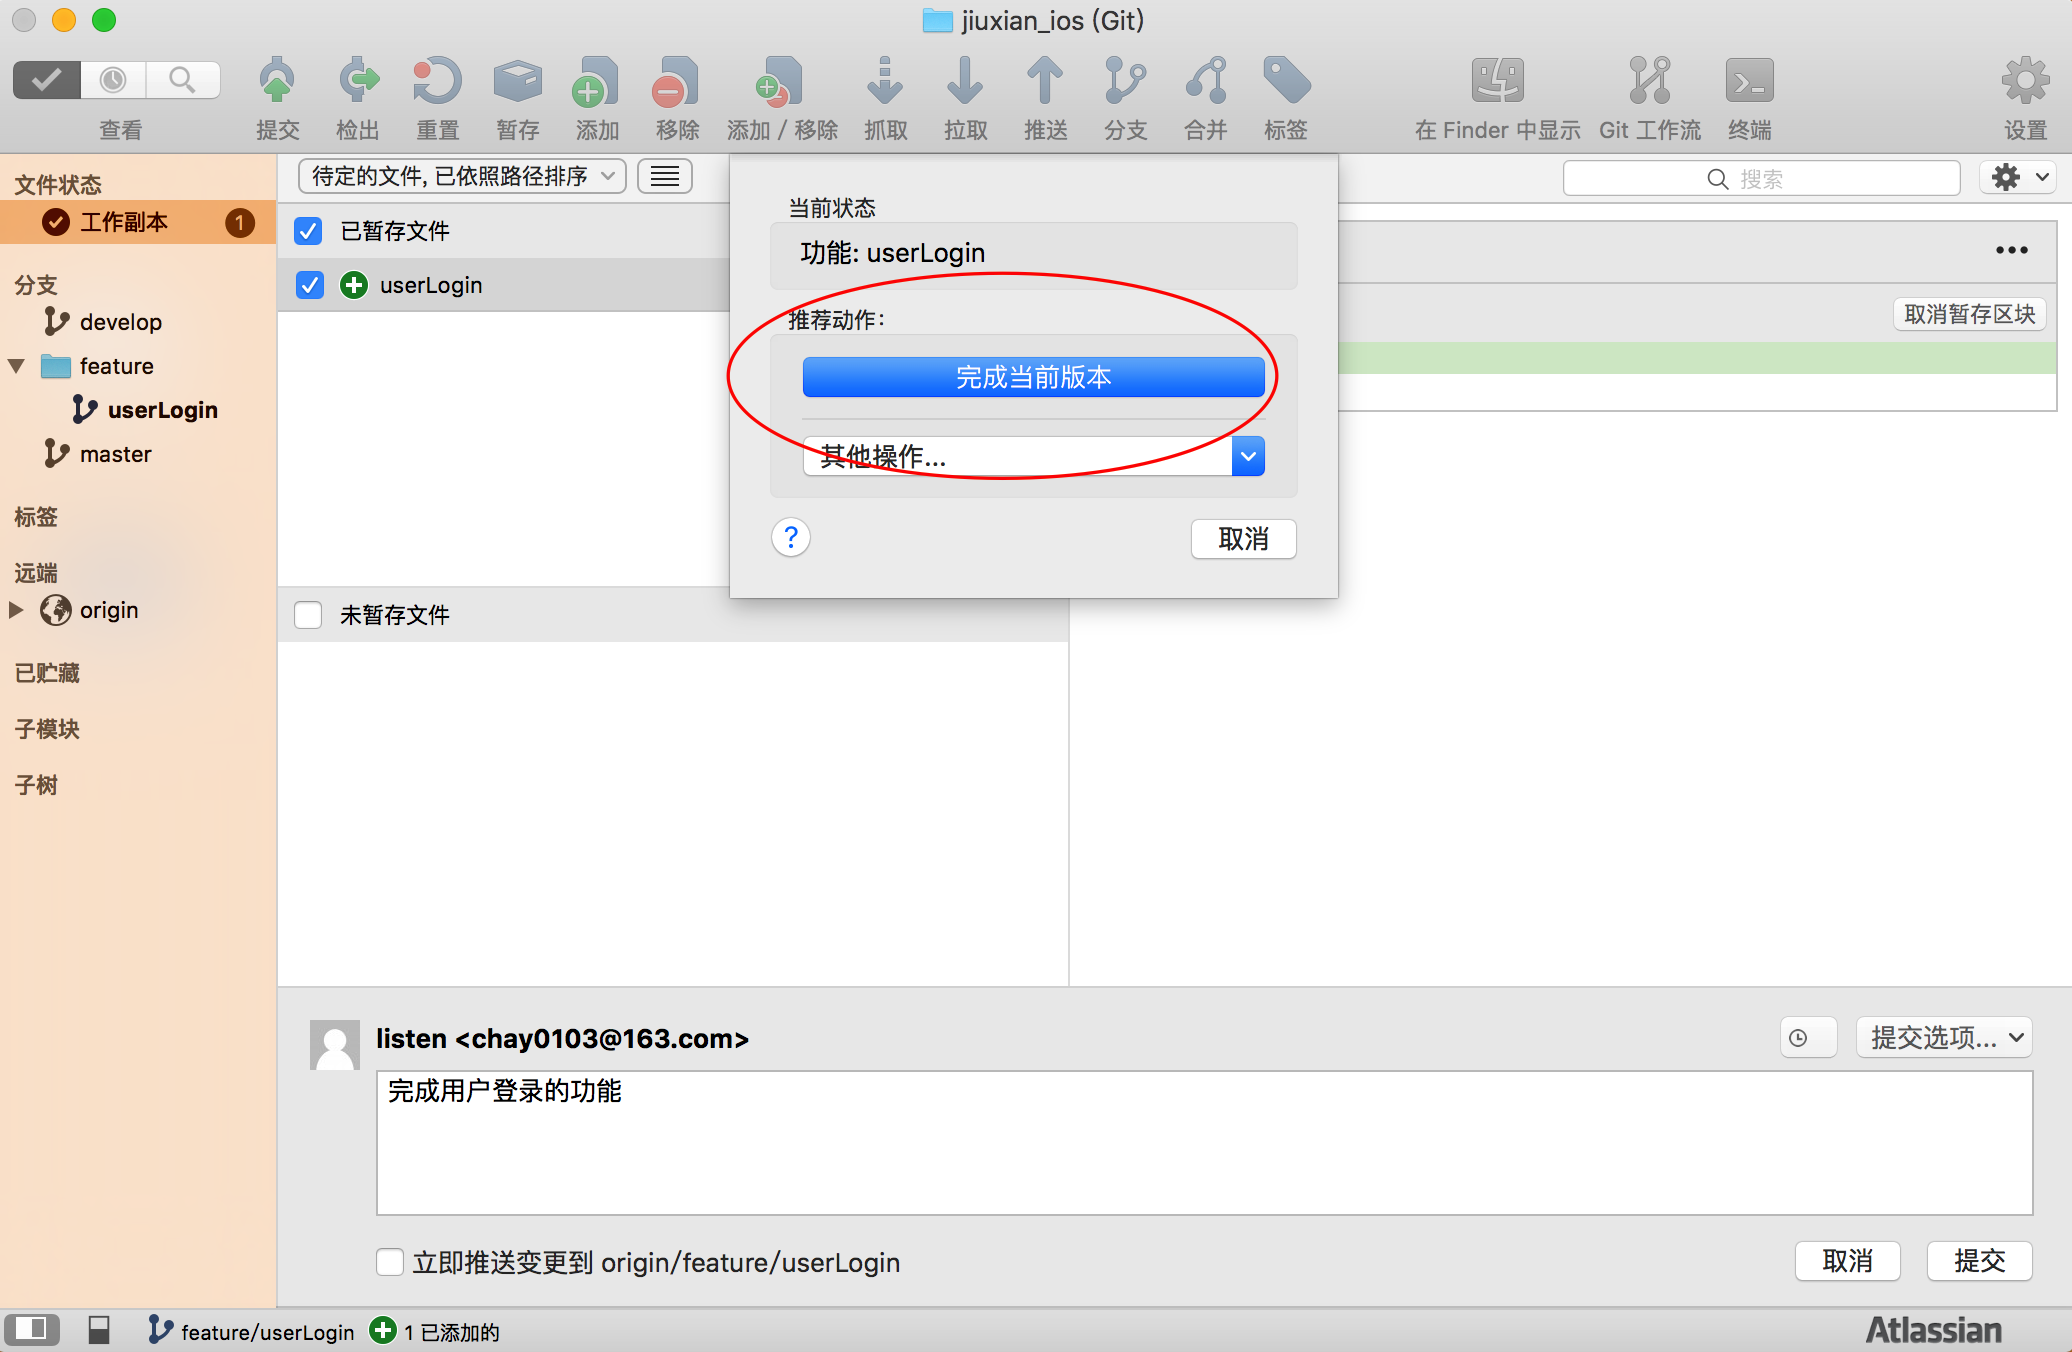 jiuxian_ios (Git)
查看
提交
检出
重置
暂存
添加
移除
添加 / 移除
抓取
拉取
推送
分支
合并
标签
在 Finder 中显示
Git 工作流
终端
设置
文件状态
工作副本
1
分支
develop
feature
userLogin
master
标签
远端
origin
已贮藏
子模块
子树
待定的文件, 已依照路径排序
搜索
已暂存文件
userLogin
未暂存文件
当前状态
功能: userLogin
推荐动作:
完成当前版本
其他操作...
?
取消
取消暂存区块
listen <chay0103@163.com>
提交选项...
完成用户登录的功能
立即推送变更到 origin/feature/userLogin
取消
提交
feature/userLogin
1 已添加的
Atlassian